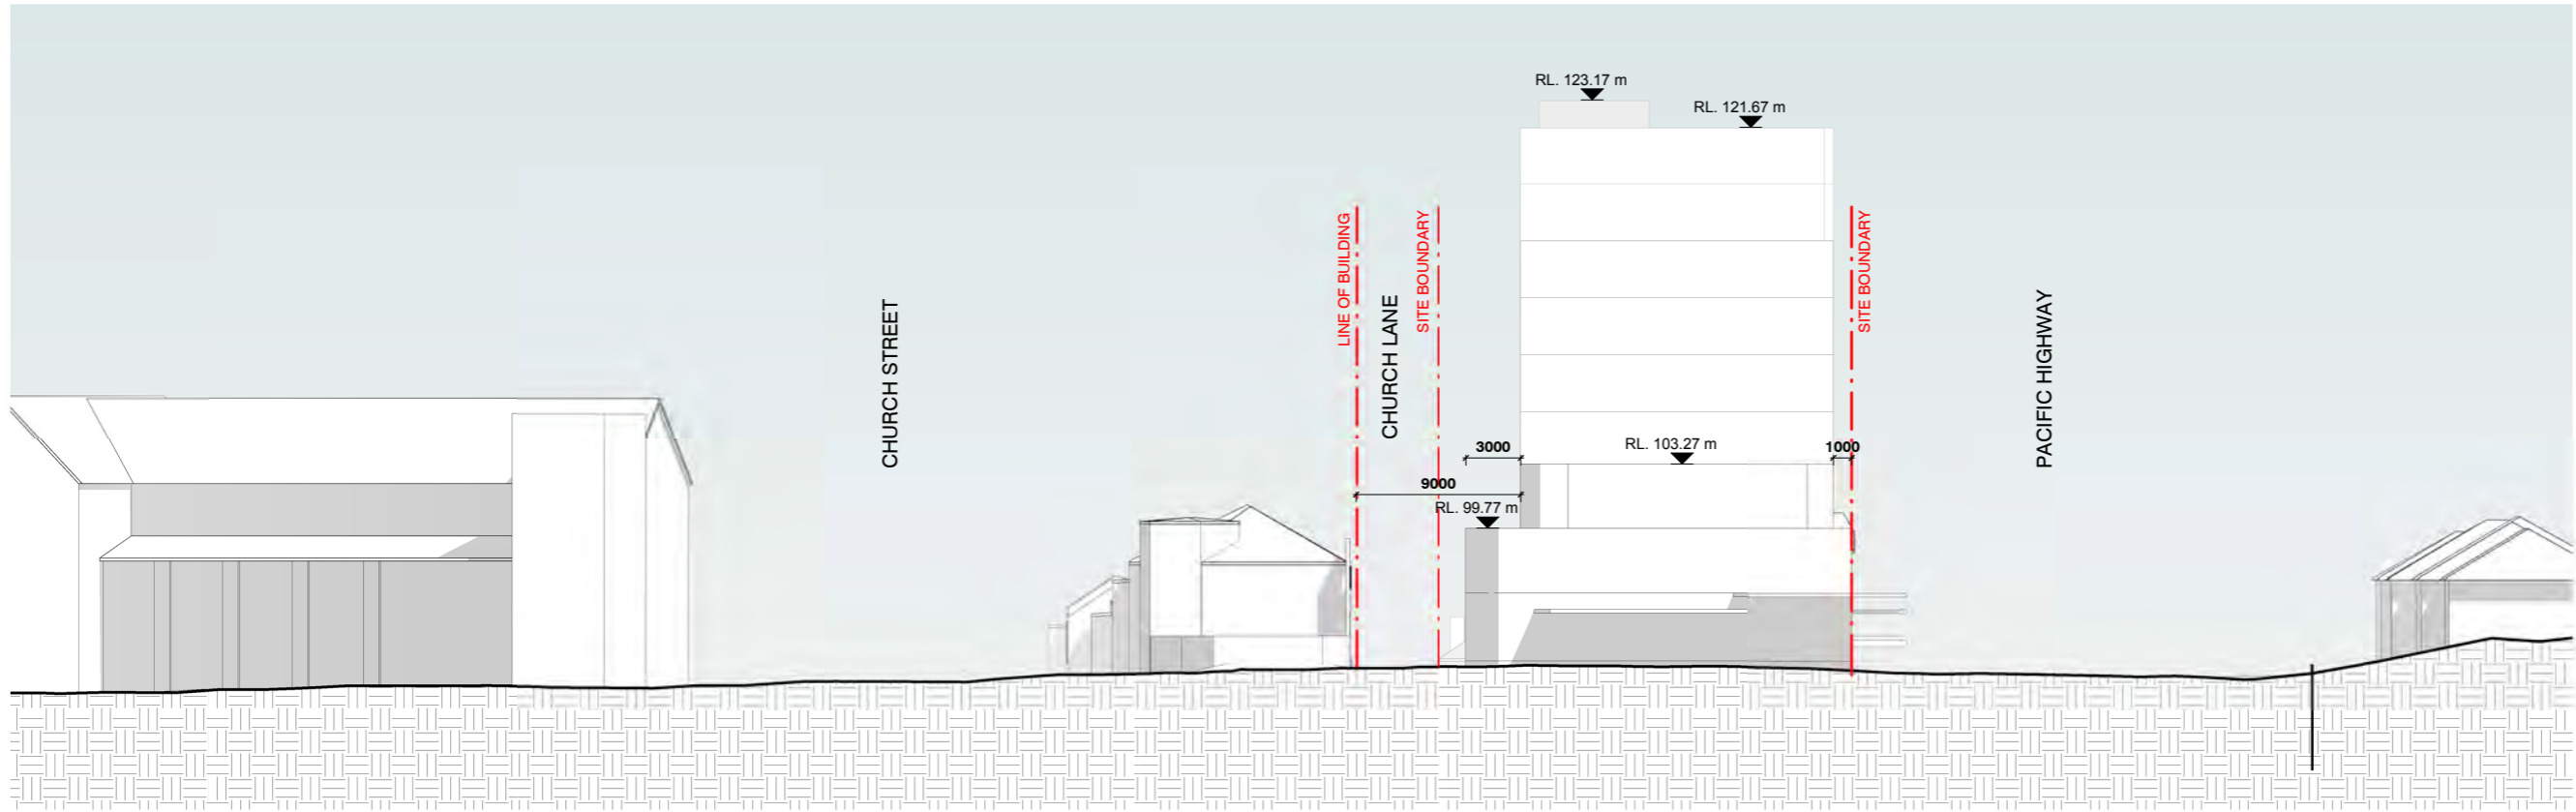 RL. 123.17 m
RL. 121.67 m
LINE OF BUILDING
SITE BOUNDARY
SITE BOUNDARY
CHURCH STREET
CHURCH LANE
PACIFIC HIGHWAY
3000
RL. 103.27 m
1000
9000
RL. 99.77 m